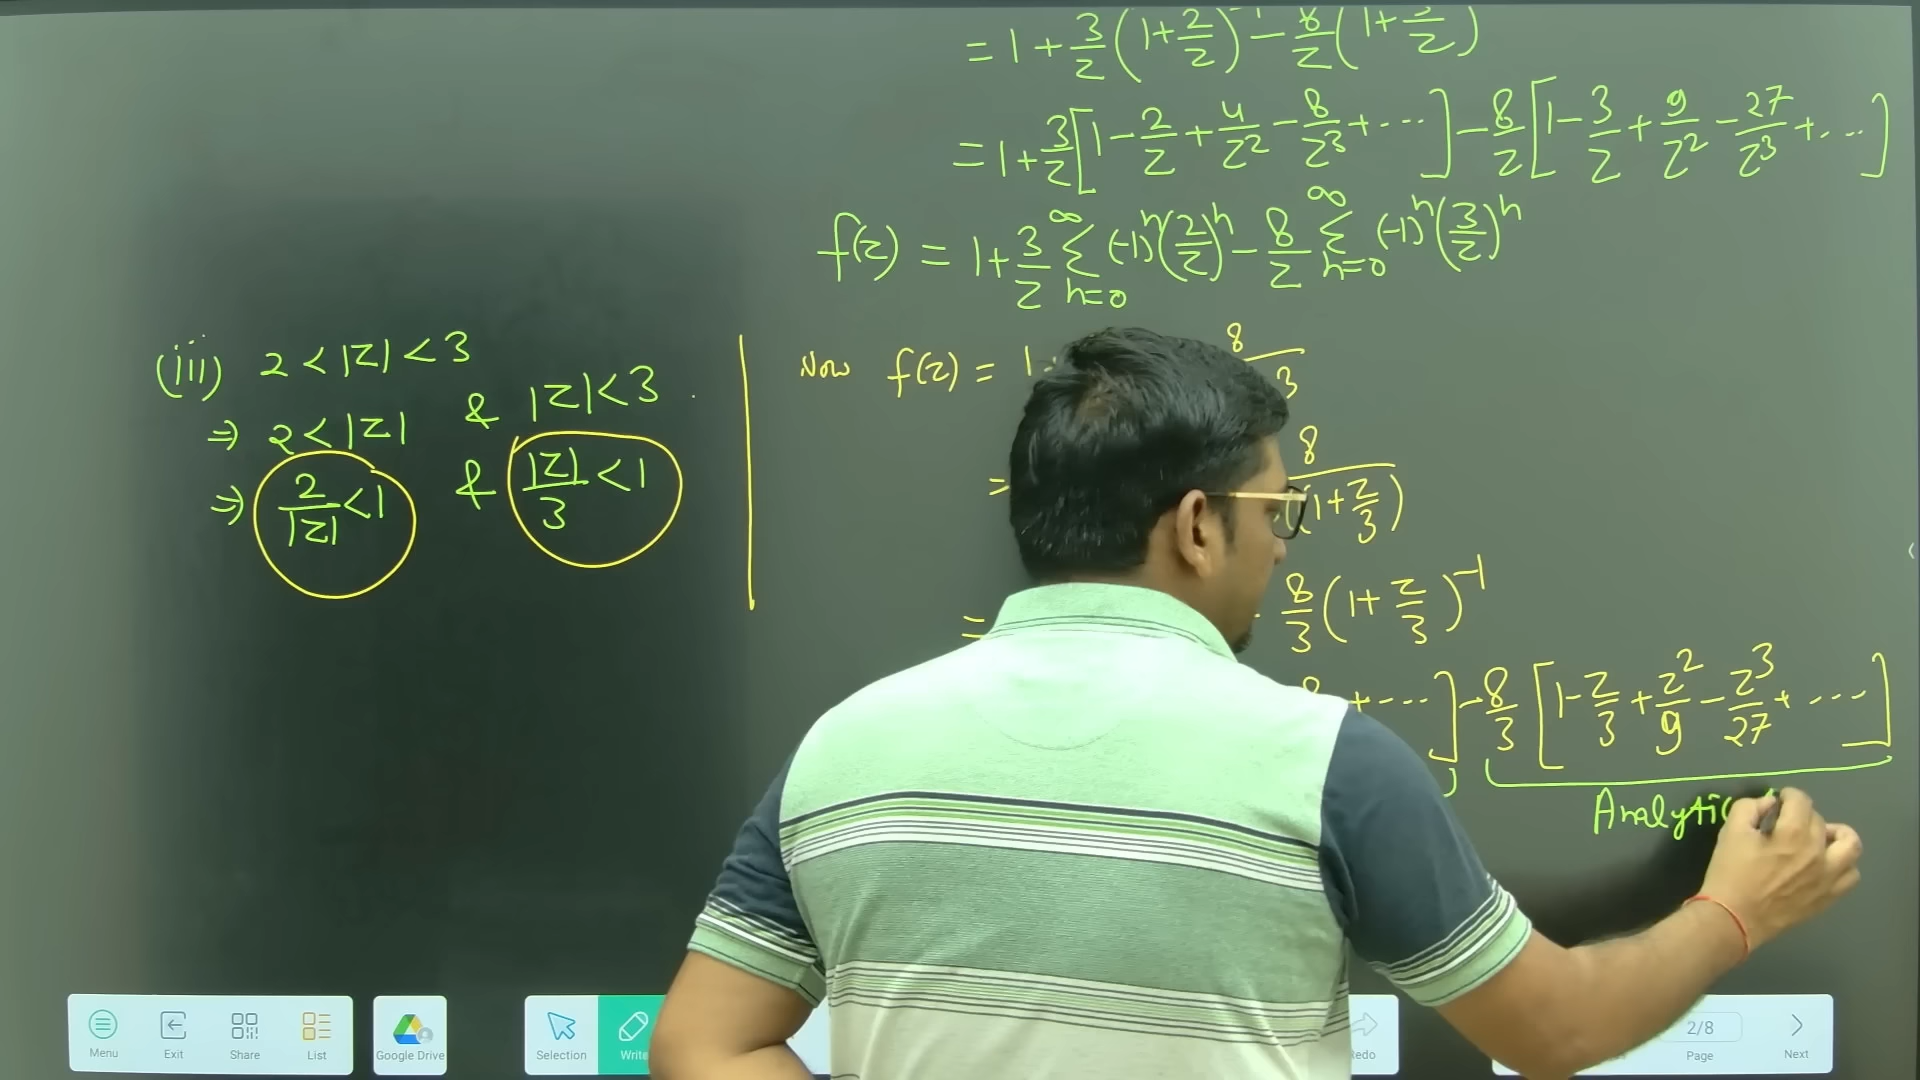 = 1 + 3/z (1 + 2/z)⁻¹ − 8/z (1 + 3/z)
= 1 + 3/z [1 − 2/z + 4/z² − 8/z³ + ····] − 8/z [1 − 3/z + 9/z² − 27/z³ + ····]
f(z) = 1 + 3/z ∞Σn=0 (−1)ⁿ (2/z)ⁿ − 8/z ∞Σn=0 (−1)ⁿ (3/z)ⁿ
(iii) 2 < |z| < 3
⇒ 2 < |z| & |z| < 3
⇒ 2/|z| < 1 & |z|/3 < 1
Now f(z) = 1 + 8/ 3
= 8/ (1 + z/3)
= 8/3 (1 + z/3)⁻¹
8 + ····] − 8/3 [1 − z/3 + z²/9 − z³/27 + ····]
Analytic
Menu Exit Share List Google Drive Selection Write Redo 2/8 Page Next